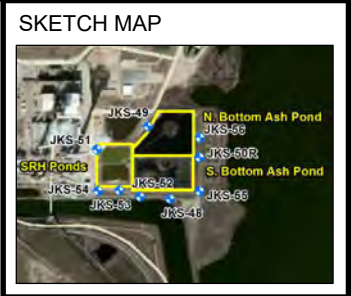 SKETCH MAP
JKS-49
N. Bottom Ash Pond
JKS-56
JKS-51
JKS-50R
SRH Ponds
S. Bottom Ash Pond
JKS-54
JKS-52
JKS-55
JKS-53
JKS-48